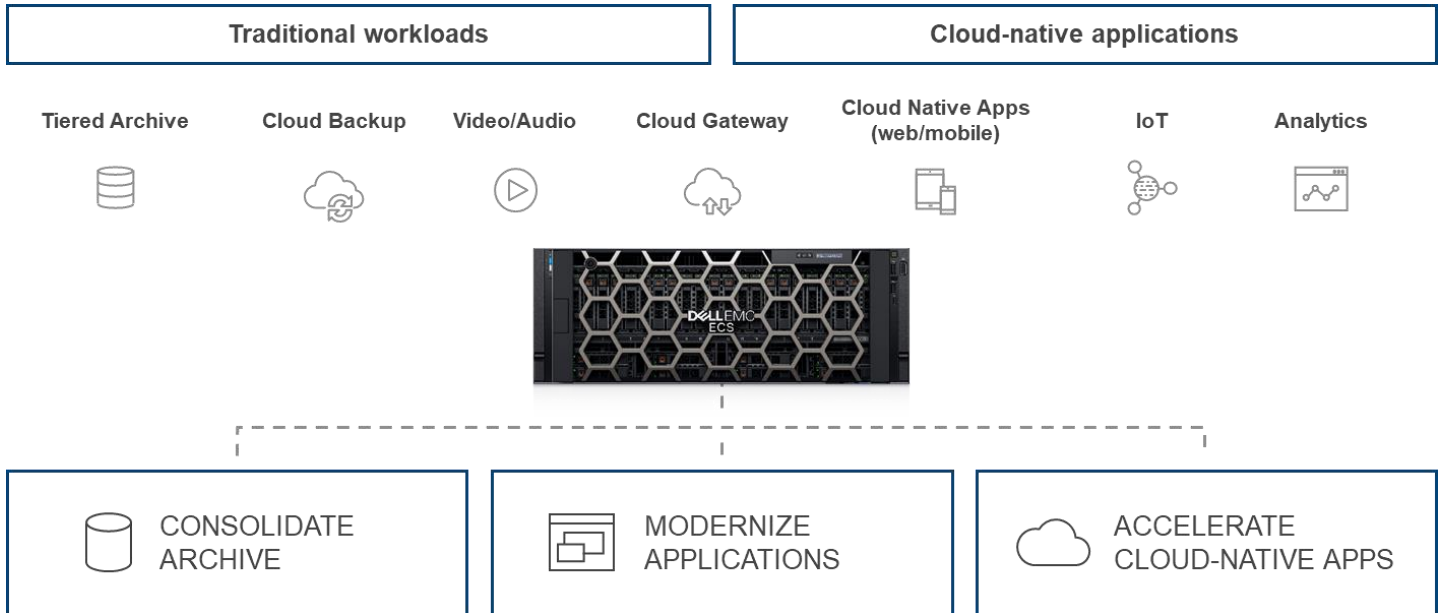 Traditional workloads
Cloud-native applications
Tiered Archive
Cloud Backup
Video/Audio
Cloud Gateway
Cloud Native Apps
(web/mobile)
IoT
Analytics
DELLEMC
ECS
CONSOLIDATE
ARCHIVE
MODERNIZE
APPLICATIONS
ACCELERATE
CLOUD-NATIVE APPS